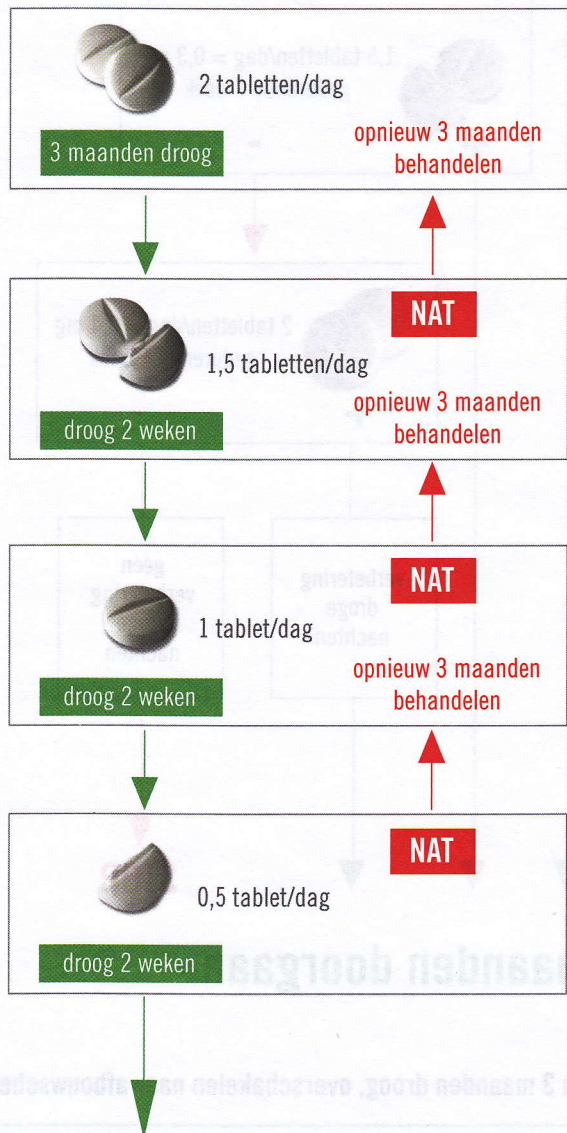 2 tabletten/dag
3 maanden droog
opnieuw 3 maanden
behandelen
1,5 tabletten/dag
droog 2 weken
NAT
opnieuw 3 maanden
behandelen
1 tablet/dag
droog 2 weken
NAT
opnieuw 3 maanden
behandelen
0,5 tablet/dag
droog 2 weken
NAT